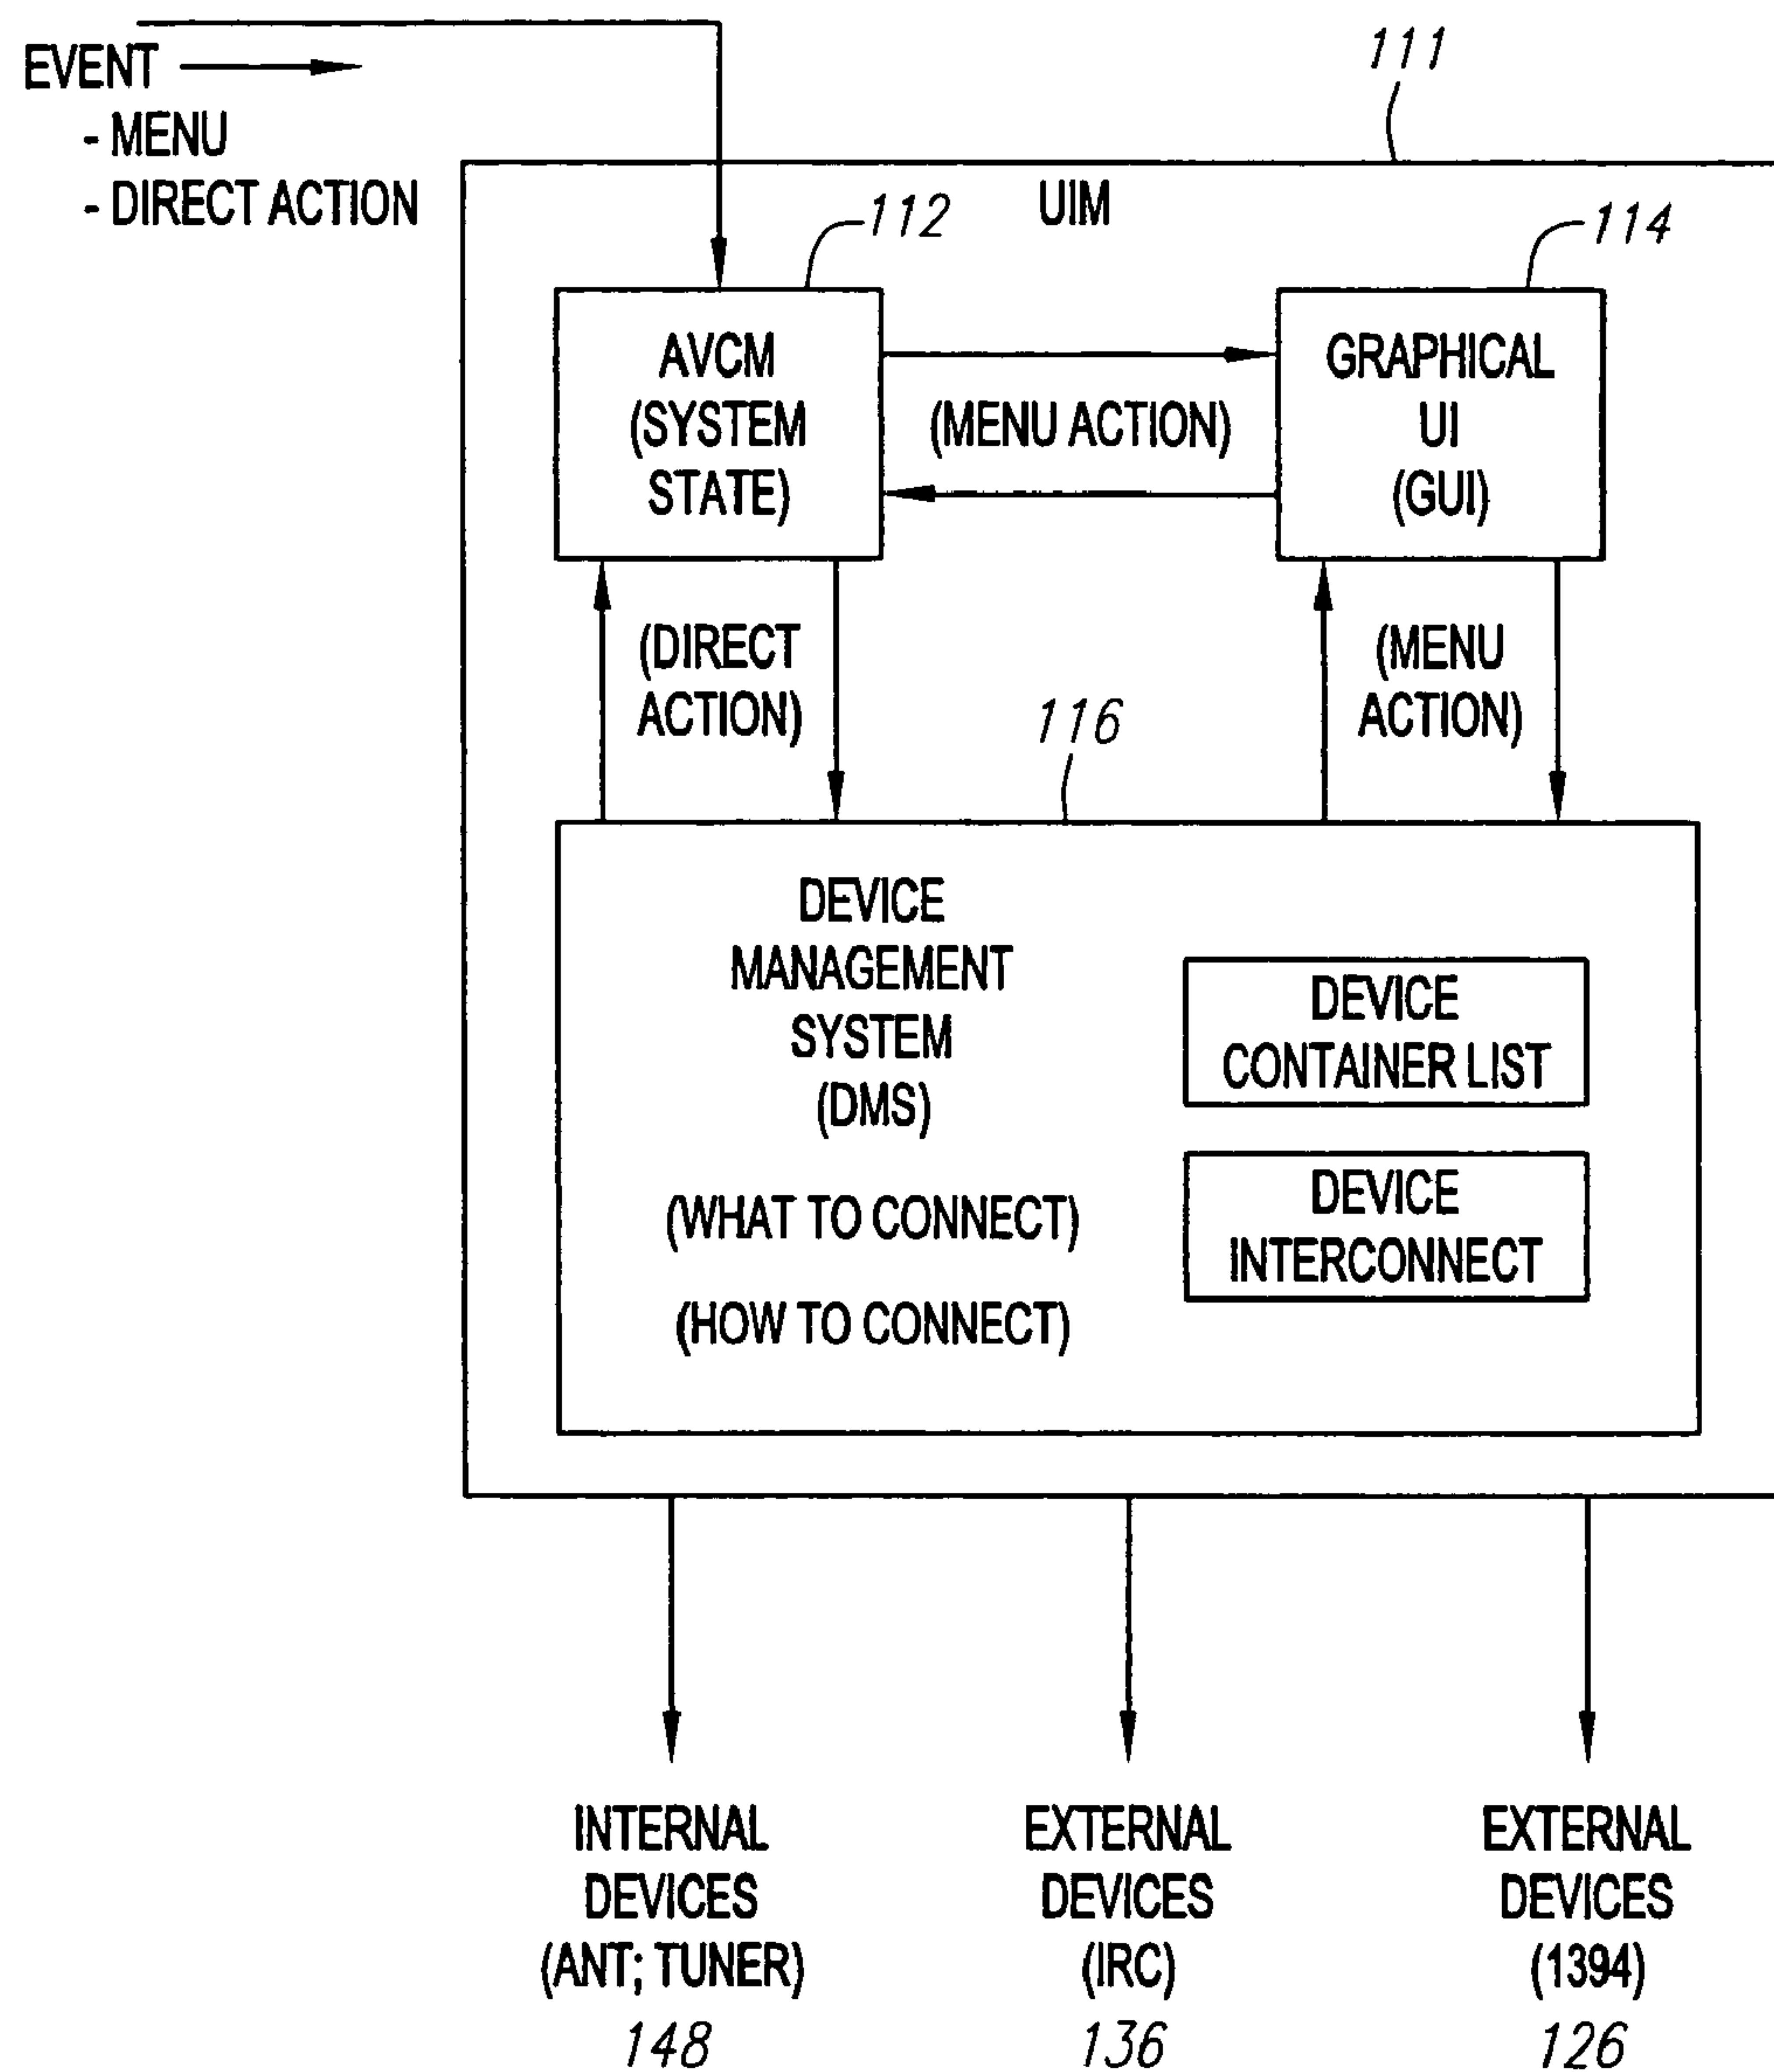 EVENT
- MENU
- DIRECT ACTION
111
UIM
112
114
AVCM
(SYSTEM
STATE)
(MENU ACTION)
GRAPHICAL
UI
(GUI)
(DIRECT
ACTION)
(MENU
ACTION)
116
DEVICE
MANAGEMENT
SYSTEM
(DMS)
(WHAT TO CONNECT)
(HOW TO CONNECT)
DEVICE
CONTAINER LIST
DEVICE
INTERCONNECT
INTERNAL
DEVICES
(ANT; TUNER)
148
EXTERNAL
DEVICES
(IRC)
136
EXTERNAL
DEVICES
(1394)
126